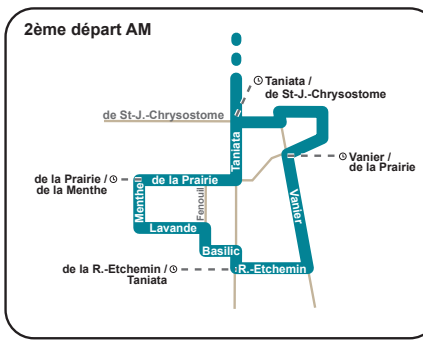 2ème départ AM
Taniata /
de St-J.-Chrysostome
de St-J.-Chrysostome
Taniata
Vanier /
de la Prairie
de la Prairie /
de la Menthe
de la Prairie
Menthe
Fenouil
Vanier
Lavande
Basilic
de la R.-Etchemin /
Taniata
R.-Etchemin